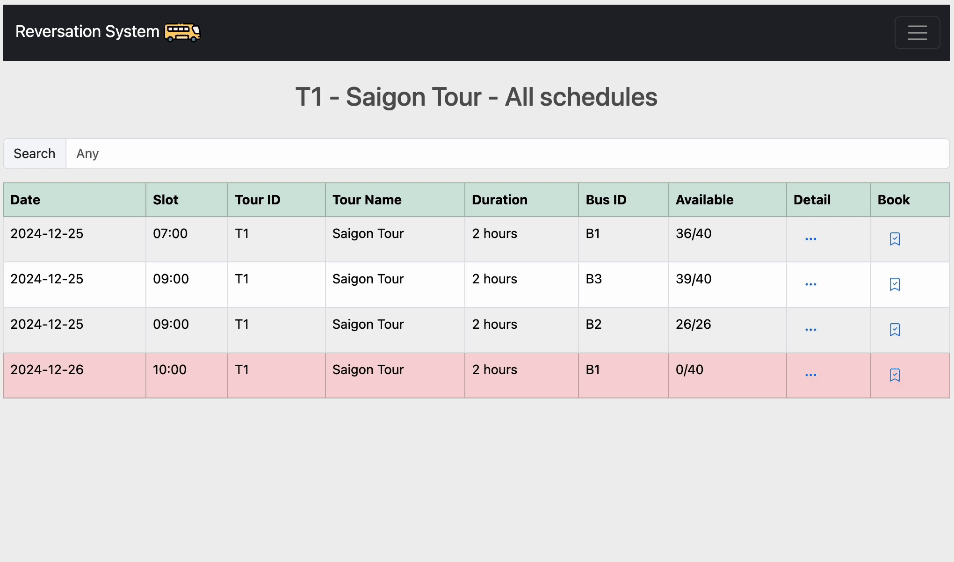 Reversation System
T1 - Saigon Tour - All schedules
Search Any
Date Slot Tour ID Tour Name Duration Bus ID Available Detail Book
2024-12-25 07:00 T1 Saigon Tour 2 hours B1 36/40 ...
2024-12-25 09:00 T1 Saigon Tour 2 hours B3 39/40 ...
2024-12-25 09:00 T1 Saigon Tour 2 hours B2 26/26 ...
2024-12-26 10:00 T1 Saigon Tour 2 hours B1 0/40 ...